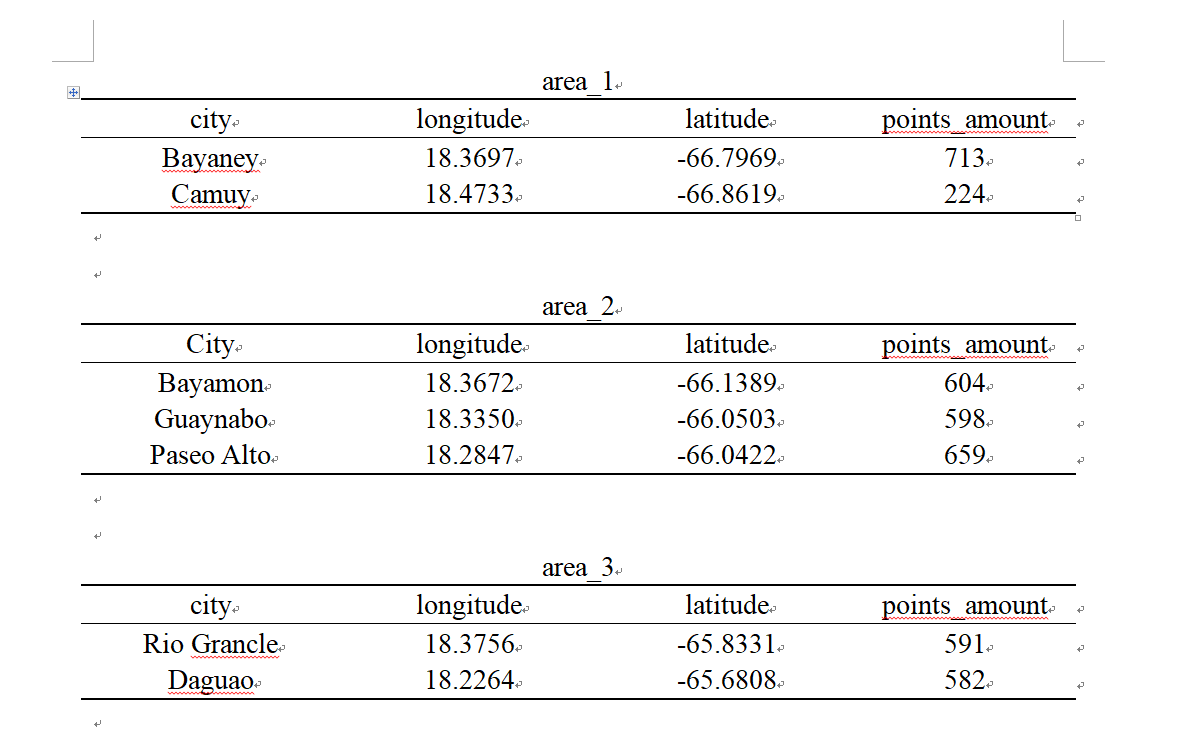 area_1
city longitude latitude points_amount
Bayaney 18.3697 -66.7969 713
Camuy 18.4733 -66.8619 224
area_2
City longitude latitude points_amount
Bayamon 18.3672 -66.1389 604
Guaynabo 18.3350 -66.0503 598
Paseo Alto 18.2847 -66.0422 659
area_3
city longitude latitude points_amount
Rio Grancle 18.3756 -65.8331 591
Daguao 18.2264 -65.6808 582